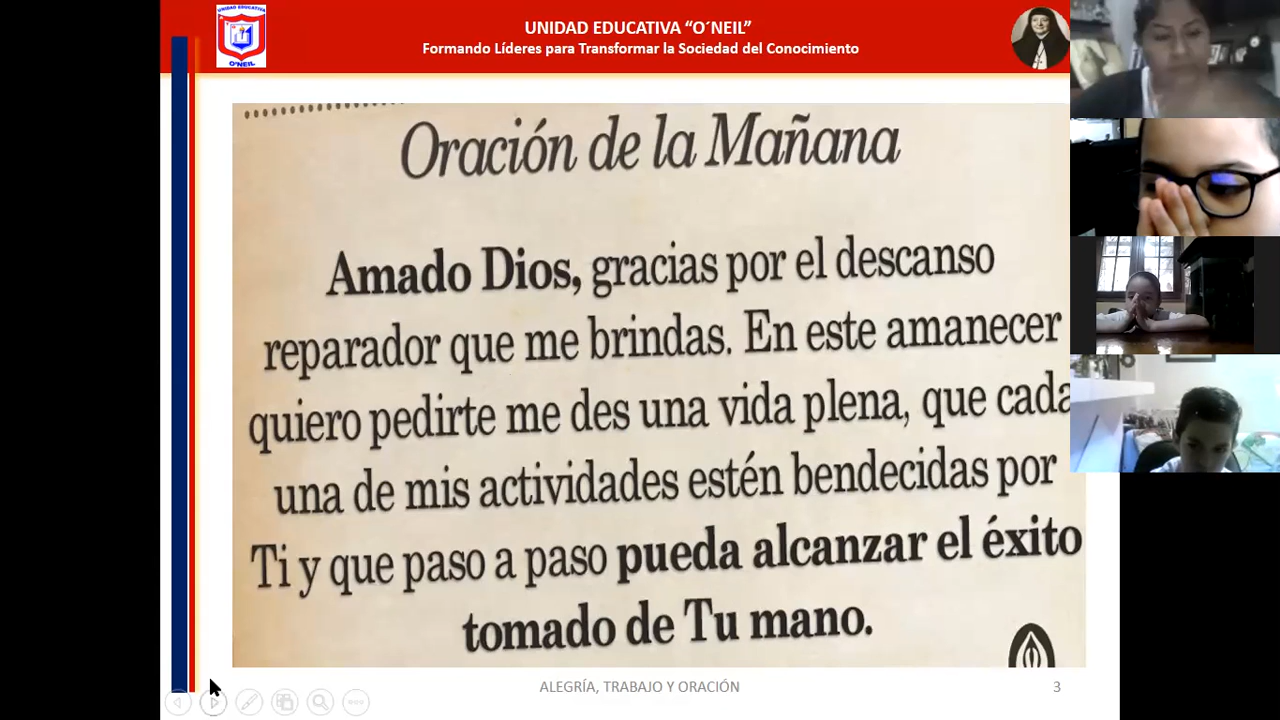 UNIDAD EDUCATIVA
O'NEIL
UNIDAD EDUCATIVA “O´NEIL”
Formando Líderes para Transformar la Sociedad del Conocimiento
Oración de la Mañana
Amado Dios, gracias por el descanso
reparador que me brindas. En este amanecer
quiero pedirte me des una vida plena, que cada
una de mis actividades estén bendecidas por
Ti y que paso a paso pueda alcanzar el éxito
tomado de Tu mano.
ALEGRÍA, TRABAJO Y ORACIÓN
3